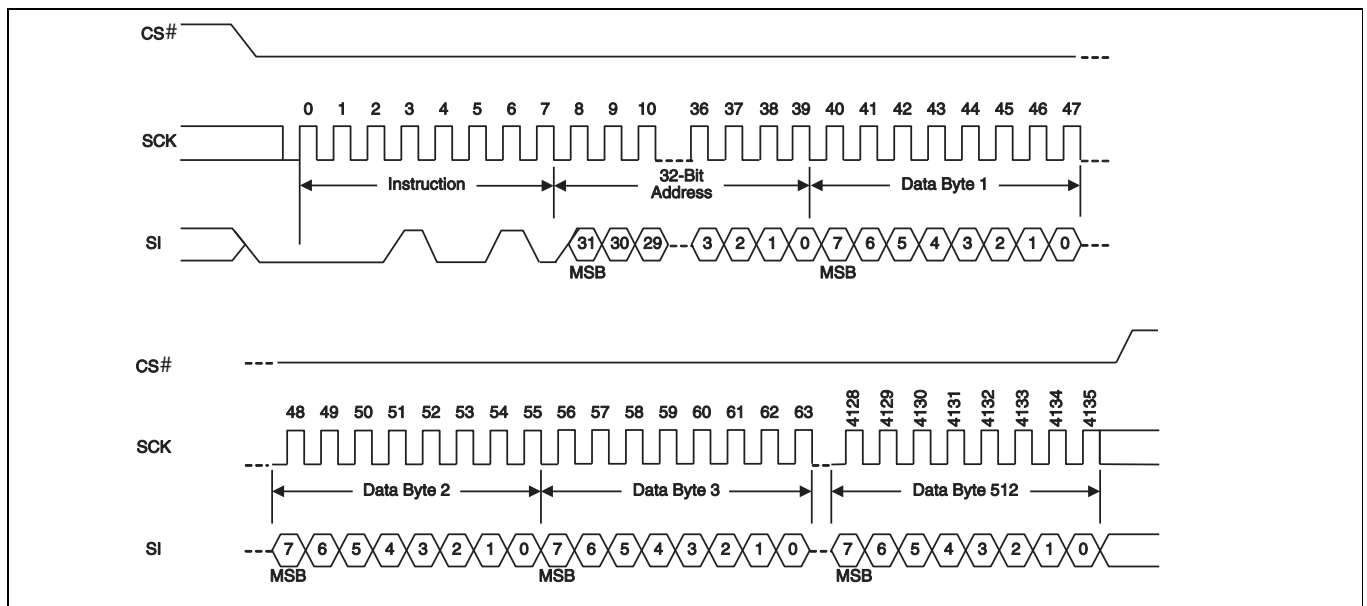 CS#
0 1 2 3 4 5 6 7 8 9 10 36 37 38 39 40 41 42 43 44 45 46 47
SCK
Instruction 32-Bit Address Data Byte 1
SI 31 30 29 3 2 1 0 7 6 5 4 3 2 1 0
MSB MSB
CS#
48 49 50 51 52 53 54 55 56 57 58 59 60 61 62 63 4128 4129 4130 4131 4132 4133 4134 4135
SCK
Data Byte 2 Data Byte 3 Data Byte 512
SI 7 6 5 4 3 2 1 0 7 6 5 4 3 2 1 0 7 6 5 4 3 2 1 0
MSB MSB MSB